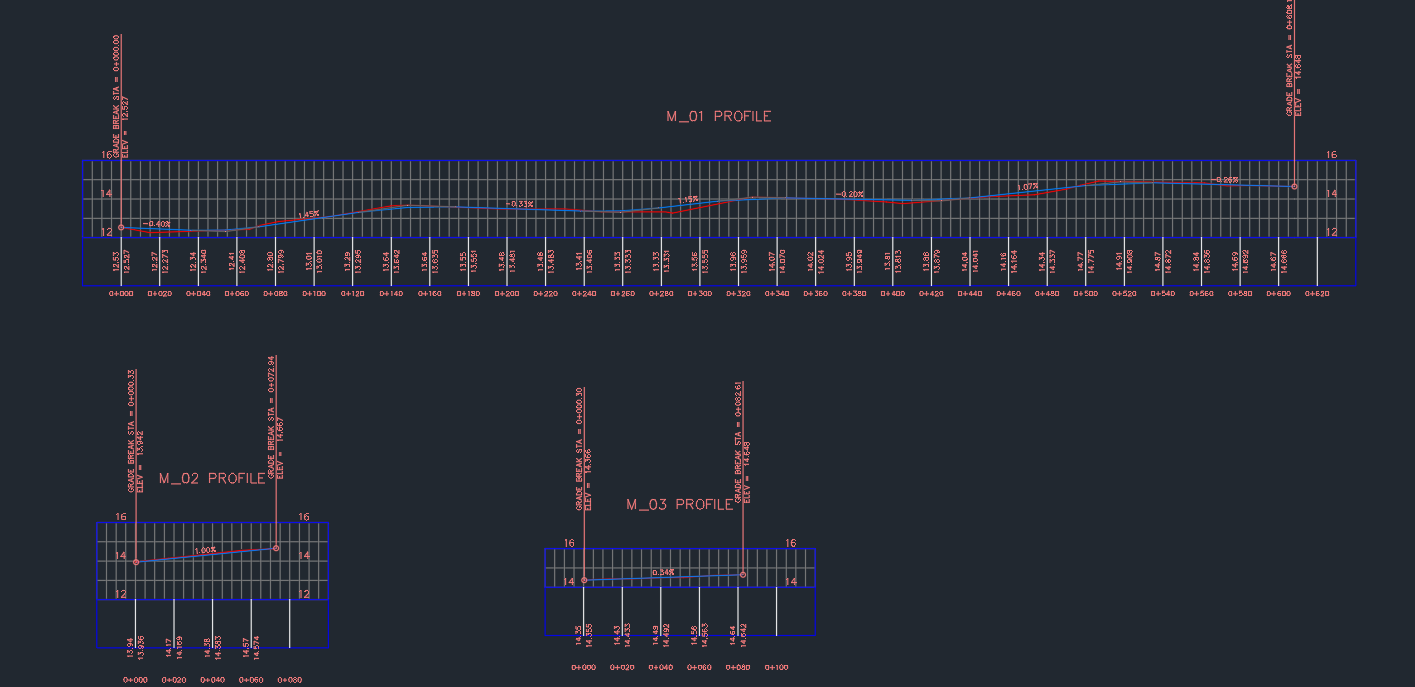 GRADE BREAK STA = 0+000.00
ELEV = 12.527
ELEV = 14.648
M_01 PROFILE
16 16
14 14
12 12
-0.40% 1.45% -0.33% 1.15% -0.20% 1.07% -0.26%
12.53 12.27 12.34 12.41 12.80 13.01 13.29 13.64 13.64 13.55 13.48 13.48 13.41 13.33 13.33 13.56 13.96 14.07 14.02 13.95 13.81 13.88 14.04 14.16 14.34 14.77 14.91 14.87 14.84 14.69 14.67
12.527 12.273 12.340 12.408 12.799 13.010 13.295 13.642 13.635 13.551 13.481 13.483 13.406 13.333 13.331 13.555 13.959 14.070 14.024 13.949 13.813 13.879 14.041 14.164 14.337 14.775 14.908 14.872 14.836 14.692 14.666
0+000 0+020 0+040 0+060 0+080 0+100 0+120 0+140 0+160 0+180 0+200 0+220 0+240 0+260 0+280 0+300 0+320 0+340 0+360 0+380 0+400 0+420 0+440 0+460 0+480 0+500 0+520 0+540 0+560 0+580 0+600 0+620
GRADE BREAK STA = 0+000.33
ELEV = 13.942
GRADE BREAK STA = 0+072.94
ELEV = 14.667
M_02 PROFILE
16 16
14 14
12 12
1.00%
13.94 14.17 14.38 14.57
13.936 14.169 14.383 14.574
0+000 0+020 0+040 0+060 0+080
GRADE BREAK STA = 0+000.30
ELEV = 14.366
GRADE BREAK STA = 0+082.61
ELEV = 14.648
M_03 PROFILE
16 16
14 14
0.34%
14.35 14.43 14.49 14.56 14.64
14.355 14.433 14.492 14.563 14.642
0+000 0+020 0+040 0+060 0+080 0+100